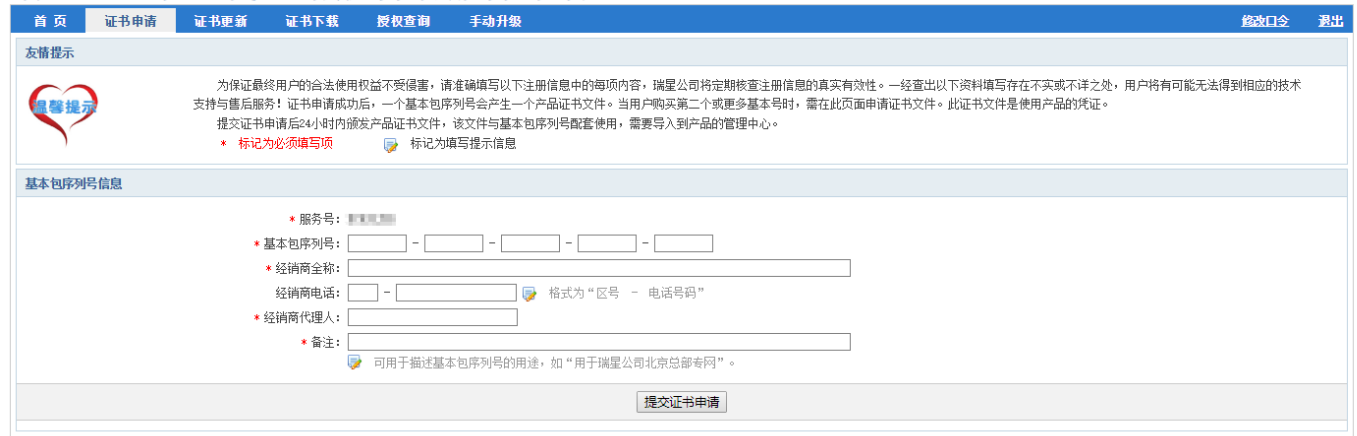 首 页 证书申请 证书更新 证书下载 授权查询 手动升级 修改口令 退出
友情提示
温馨提示
为保证最终用户的合法使用权益不受侵害，请准确填写以下注册信息中的每项内容，瑞星公司将定期核查注册信息的真实有效性。一经查出以下资料填写存在不实或不详之处，用户将有可能无法得到相应的技术
支持与售后服务！证书申请成功后，一个基本包序列号会产生一个产品证书文件。当用户购买第二个或更多基本号时，需在此页面申请证书文件。此证书文件是使用产品的凭证。
提交证书申请后24小时内颁发产品证书文件，该文件与基本包序列号配套使用，需要导入到产品的管理中心。
* 标记为必须填写项 标记为填写提示信息
基本包序列号信息
* 服务号：
* 基本包序列号： - - - -
* 经销商全称：
经销商电话： - 格式为“区号 - 电话号码”
* 经销商代理人：
* 备注：
可用于描述基本包序列号的用途，如“用于瑞星公司北京总部专网”。
提交证书申请